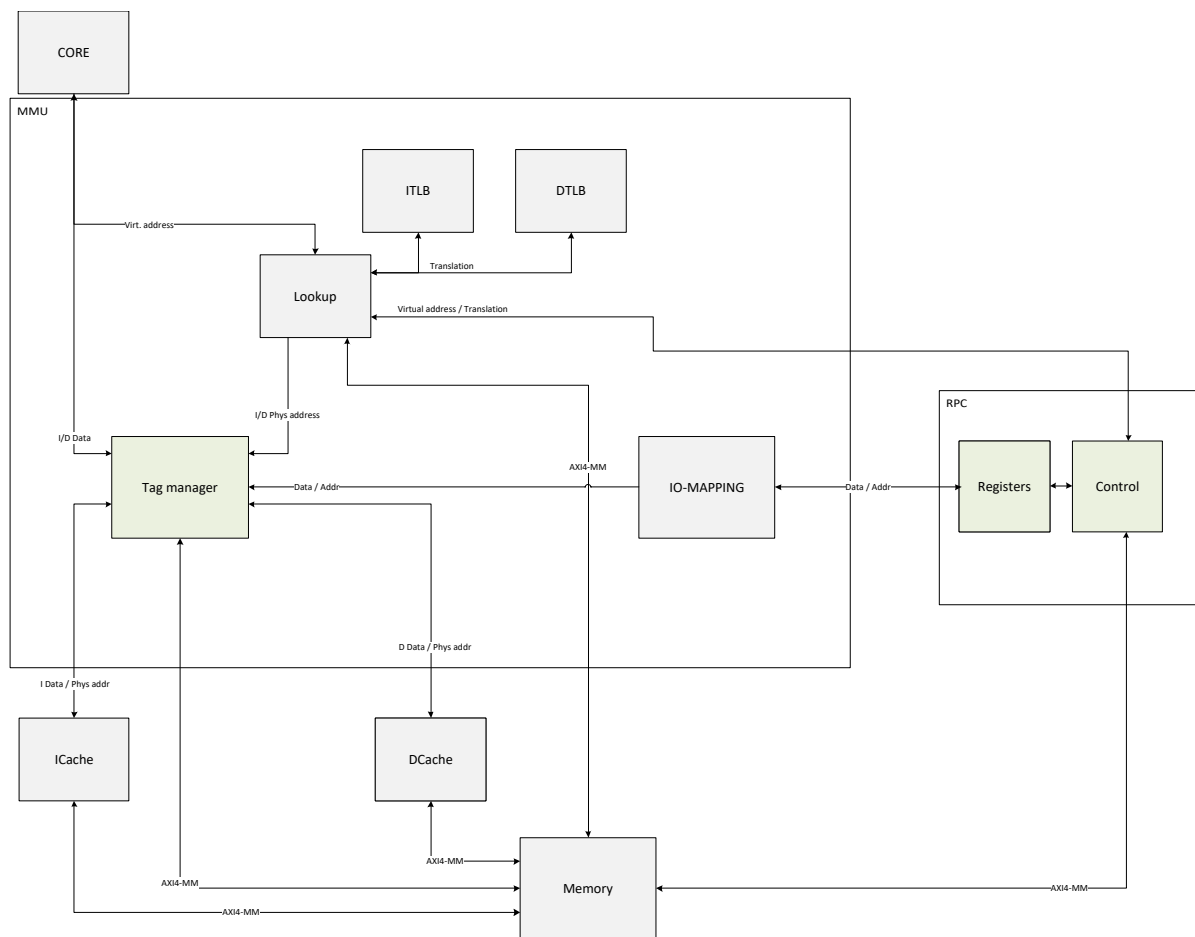 CORE
MMU
ITLB
DTLB
Virt. address
Translation
Lookup
Virtual address / Translation
RPC
I/D Phys address
I/D Data
Tag manager
AXI4-MM
Data / Addr
IO-MAPPING
Data / Addr
Registers
Control
D Data / Phys addr
I Data / Phys addr
ICache
DCache
AXI4-MM
AXI4-MM
Memory
AXI4-MM
AXI4-MM